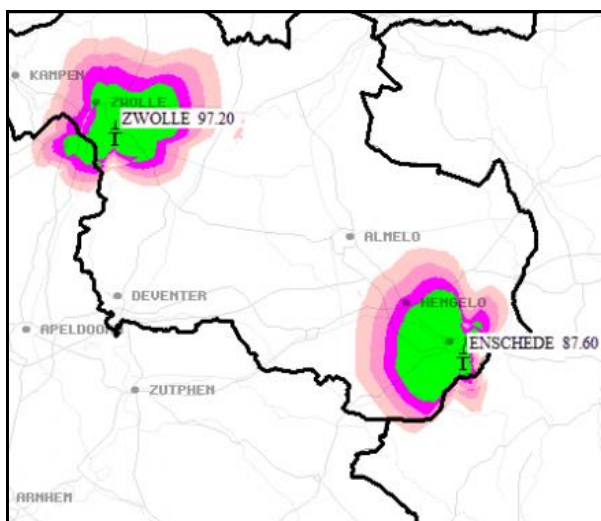 KAMPEN
ZWOLLE
ZWOLLE 97.20
ALMELO
DEVENTER
HENGELO
APELDOORN
ENSCHEDE 87.60
ZUTPHEN
ARNHEM